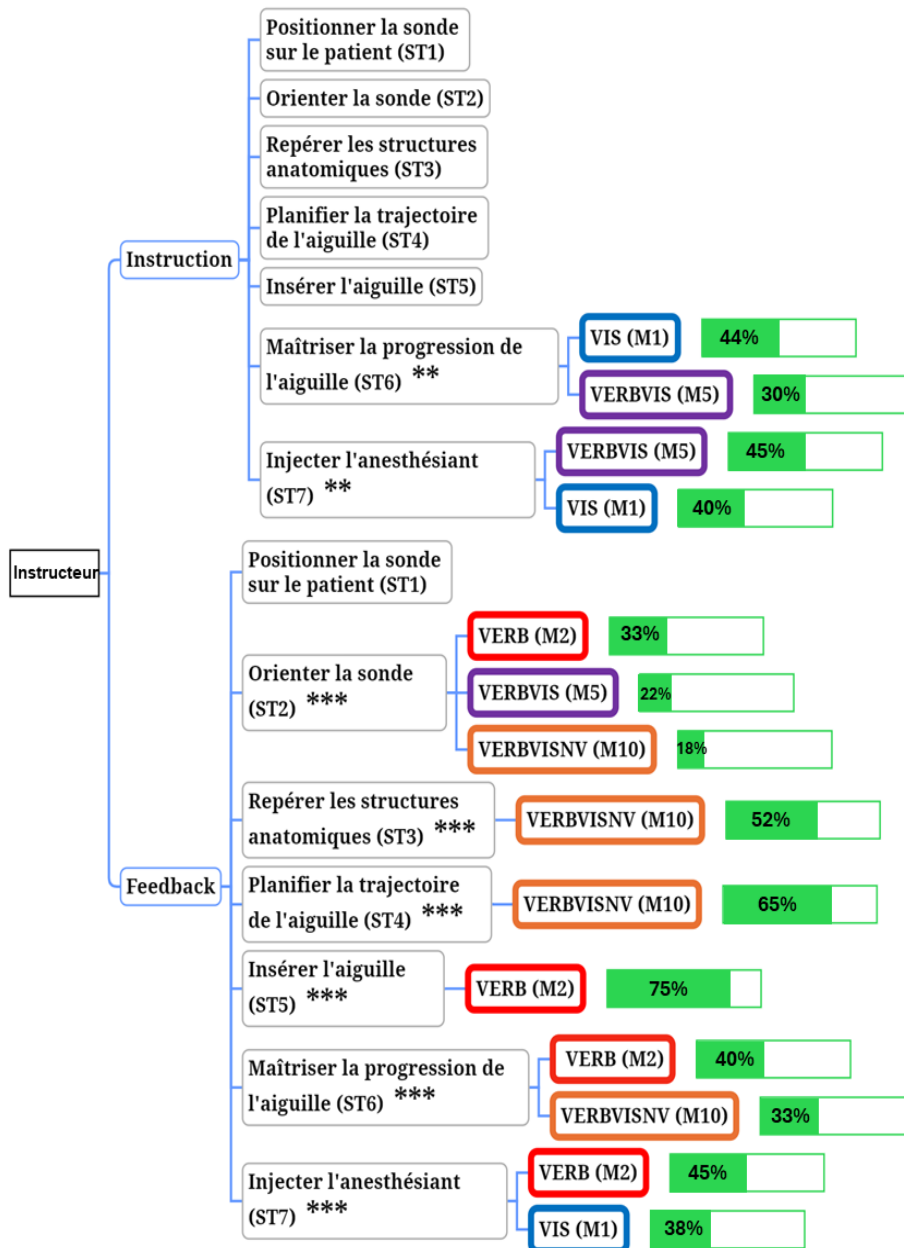 Instructeur
Instruction
Positionner la sonde
sur le patient (ST1)
Orienter la sonde (ST2)
Repérer les structures
anatomiques (ST3)
Planifier la trajectoire
de l'aiguille (ST4)
Insérer l'aiguille (ST5)
Maîtriser la progression de
l'aiguille (ST6) **
VIS (M1) 44%
VERBVIS (M5) 30%
Injecter l'anesthésiant
(ST7) **
VERBVIS (M5) 45%
VIS (M1) 40%
Feedback
Positionner la sonde
sur le patient (ST1)
Orienter la sonde
(ST2) ***
VERB (M2) 33%
VERBVIS (M5) 22%
VERBVISNV (M10) 18%
Repérer les structures
anatomiques (ST3) ***
VERBVISNV (M10) 52%
Planifier la trajectoire
de l'aiguille (ST4) ***
VERBVISNV (M10) 65%
Insérer l'aiguille
(ST5) ***
VERB (M2) 75%
Maîtriser la progression de
l'aiguille (ST6) ***
VERB (M2) 40%
VERBVISNV (M10) 33%
Injecter l'anesthésiant
(ST7) ***
VERB (M2) 45%
VIS (M1) 38%